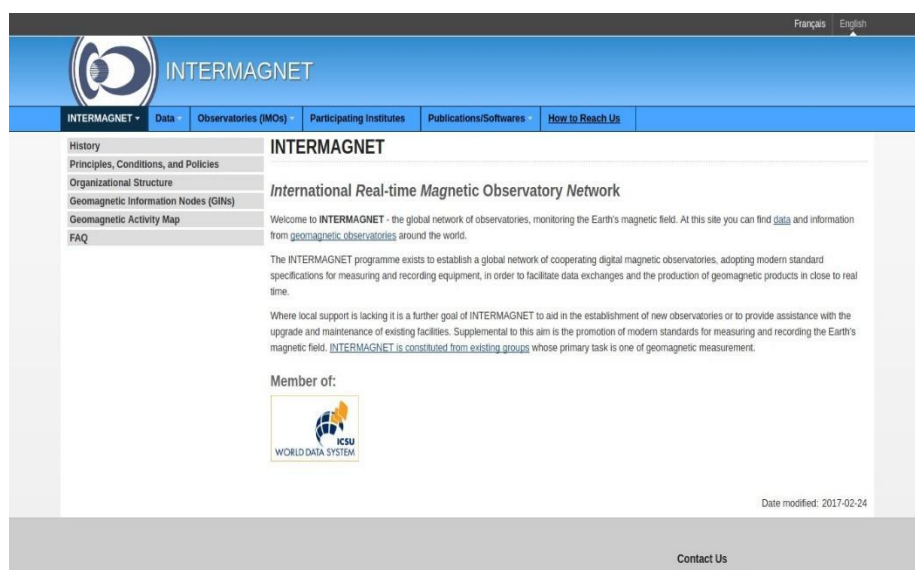 Français English
INTERMAGNET
INTERMAGNET Data Observatories (IMOs) Participating Institutes Publications/Softwares How to Reach Us
History
Principles, Conditions, and Policies
Organizational Structure
Geomagnetic Information Nodes (GINs)
Geomagnetic Activity Map
FAQ
INTERMAGNET
International Real-time Magnetic Observatory Network
Welcome to INTERMAGNET - the global network of observatories, monitoring the Earth's magnetic field. At this site you can find data and information
from geomagnetic observatories around the world.
The INTERMAGNET programme exists to establish a global network of cooperating digital magnetic observatories, adopting modern standard
specifications for measuring and recording equipment, in order to facilitate data exchanges and the production of geomagnetic products in close to real
time.
Where local support is lacking it is a further goal of INTERMAGNET to aid in the establishment of new observatories or to provide assistance with the
upgrade and maintenance of existing facilities. Supplemental to this aim is the promotion of modern standards for measuring and recording the Earth's
magnetic field. INTERMAGNET is constituted from existing groups whose primary task is one of geomagnetic measurement.
Member of:
ICSU
WORLD DATA SYSTEM
Date modified: 2017-02-24
Contact Us